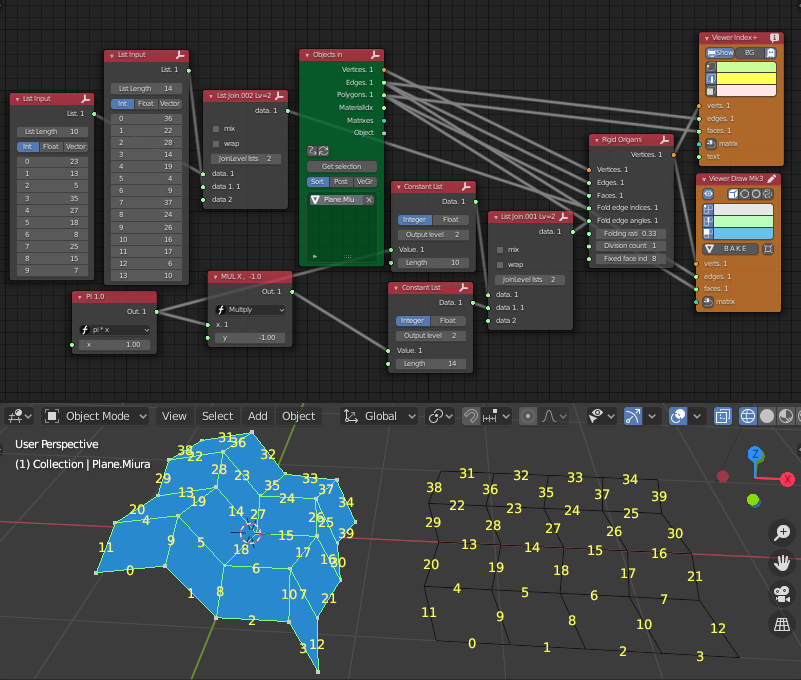 List Input
List. 1
List Length 10
Int Float Vector
0 23
1 13
2 5
3 35
4 18
5 27
6 8
7 25
8 15
9 7
List Input
List. 1
List Length 14
Int Float Vector
0 36
1 22
2 28
3 14
4 19
5 4
6 9
7 37
8 24
9 26
10 16
11 17
12 6
13 10
List Join.002 Lv=2
data. 1
mix
wrap
JoinLevel lists 2
data. 1
data 1. 1
data 2
Objects in
Vertices. 1
Edges. 1
Polygons. 1
MaterialIdx
Matrixes
Object
Get selection
Sort Post VeGr
Plane.Miu
PI 1.0
Out. 1
pi * x
x 1.00
MUL X, -1.0
Out. 1
Multiply
x. 1
y -1.00
Constant List
Data. 1
Integer Float
Output level 2
Value. 1
Length 10
Constant List
Data. 1
Integer Float
Output level 2
Value. 1
Length 14
List Join.001 Lv=2
data. 1
mix
wrap
JoinLevel lists 2
data. 1
data 1. 1
data 2
Rigid Origami
Vertices. 1
Vertices. 1
Edges. 1
Faces. 1
Fold edge indices. 1
Fold edge angles. 1
Folding rati 0.33
Division count 1
Fixed face ind 8
Viewer Index+
Show BG
verts. 1
edges. 1
faces. 1
matrix
text
Viewer Draw Mk3
BAKE
verts. 1
edges. 1
faces. 1
matrix
Object Mode View Select Add Object Global
User Perspective
(1) Collection | Plane.Miura
Z
X
31 36
38 22 32
28 23
29 33
35 37
13 19 24 34
20 4 14 27 26 25
39
9 5 15
11 18 17 16 30
0 6
1 8 10 7 21
2
3 12
31 32 33 34
38 36 35 37 39
22 23 24 25
29 28 27 26 30
13 14 15 16
20 19 18 17 21
4 5 6 7
11 9 8 10 12
0 1 2 3